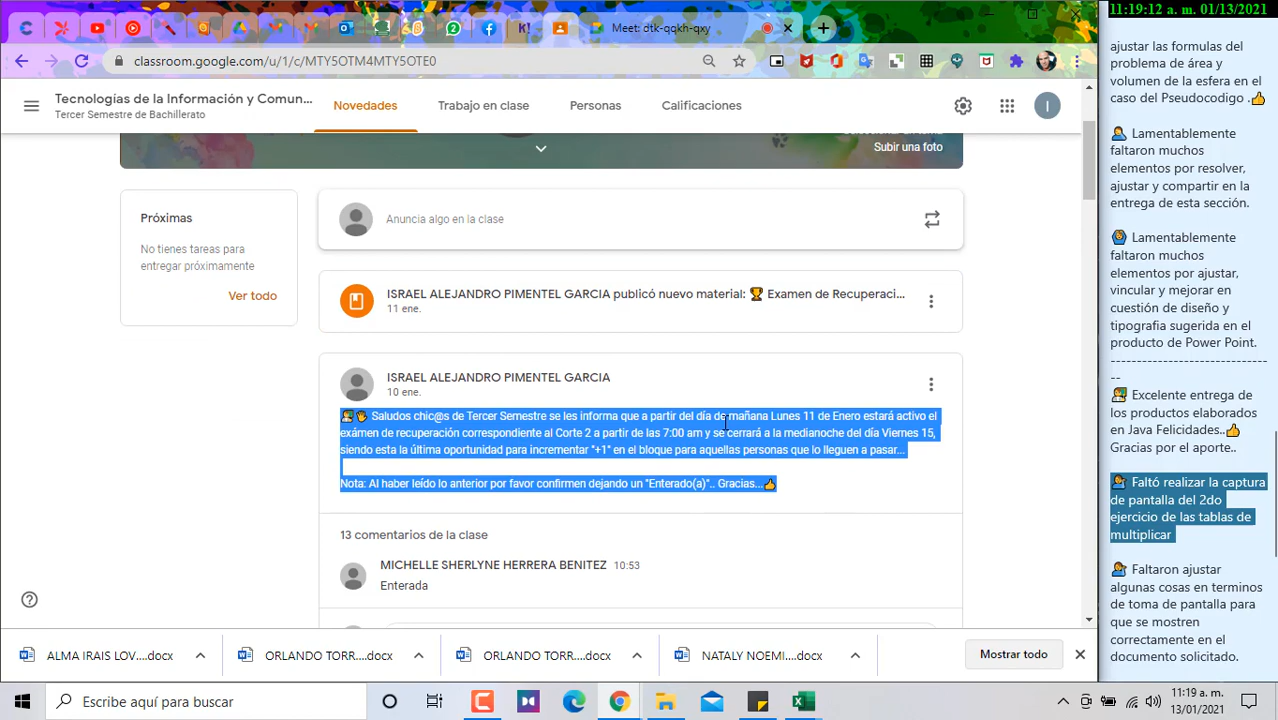 Meet: dtk-qqkh-qxy
11:19:12 a. m. 01/13/2021
classroom.google.com/u/1/c/MTY5OTM4MTY5OTE0
Tecnologías de la Información y Comun...
Tercer Semestre de Bachillerato
Novedades
Trabajo en clase
Personas
Calificaciones
I
Subir una foto
Próximas
No tienes tareas para
entregar próximamente
Ver todo
Anuncia algo en la clase
ISRAEL ALEJANDRO PIMENTEL GARCIA publicó nuevo material: 🏆 Examen de Recuperaci...
11 ene.
ISRAEL ALEJANDRO PIMENTEL GARCIA
10 ene.
👨‍🏫👋 Saludos chic@s de Tercer Semestre se les informa que a partir del día de mañana Lunes 11 de Enero estará activo el
exámen de recuperación correspondiente al Corte 2 a partir de las 7:00 am y se cerrará a la medianoche del día Viernes 15,
siendo esta la última oportunidad para incrementar "+1" en el bloque para aquellas personas que lo lleguen a pasar...
Nota: Al haber leído lo anterior por favor confirmen dejando un "Enterado(a)".. Gracias...👍
13 comentarios de la clase
MICHELLE SHERLYNE HERRERA BENITEZ 10:53
Enterada
ajustar las formulas del
problema de área y
volumen de la esfera en el
caso del Pseudocodigo .👍
Lamentablemente
faltaron muchos
elementos por resolver,
ajustar y compartir en la
entrega de esta sección.
Lamentablemente
faltaron muchos
elementos por ajustar,
vincular y mejorar en
cuestión de diseño y
tipografia sugerida en el
producto de Power Point.
------------------------------
--
Excelente entrega de
los productos elaborados
en Java Felicidades..👍
Gracias por el aporte..
Faltó realizar la captura
de pantalla del 2do
ejercicio de las tablas de
multiplicar
Faltaron ajustar
algunas cosas en terminos
de toma de pantalla para
que se mostren
correctamente en el
documento solicitado.
ALMA IRAIS LOV....docx
ORLANDO TORR....docx
ORLANDO TORR....docx
NATALY NOEMI....docx
Mostrar todo
Escribe aquí para buscar
11:19 a. m.
13/01/2021